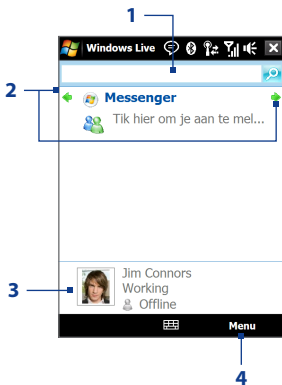 1
Windows Live
2
Messenger
Tik hier om je aan te mel...
3
Jim Connors
Working
Offline
Menu
4